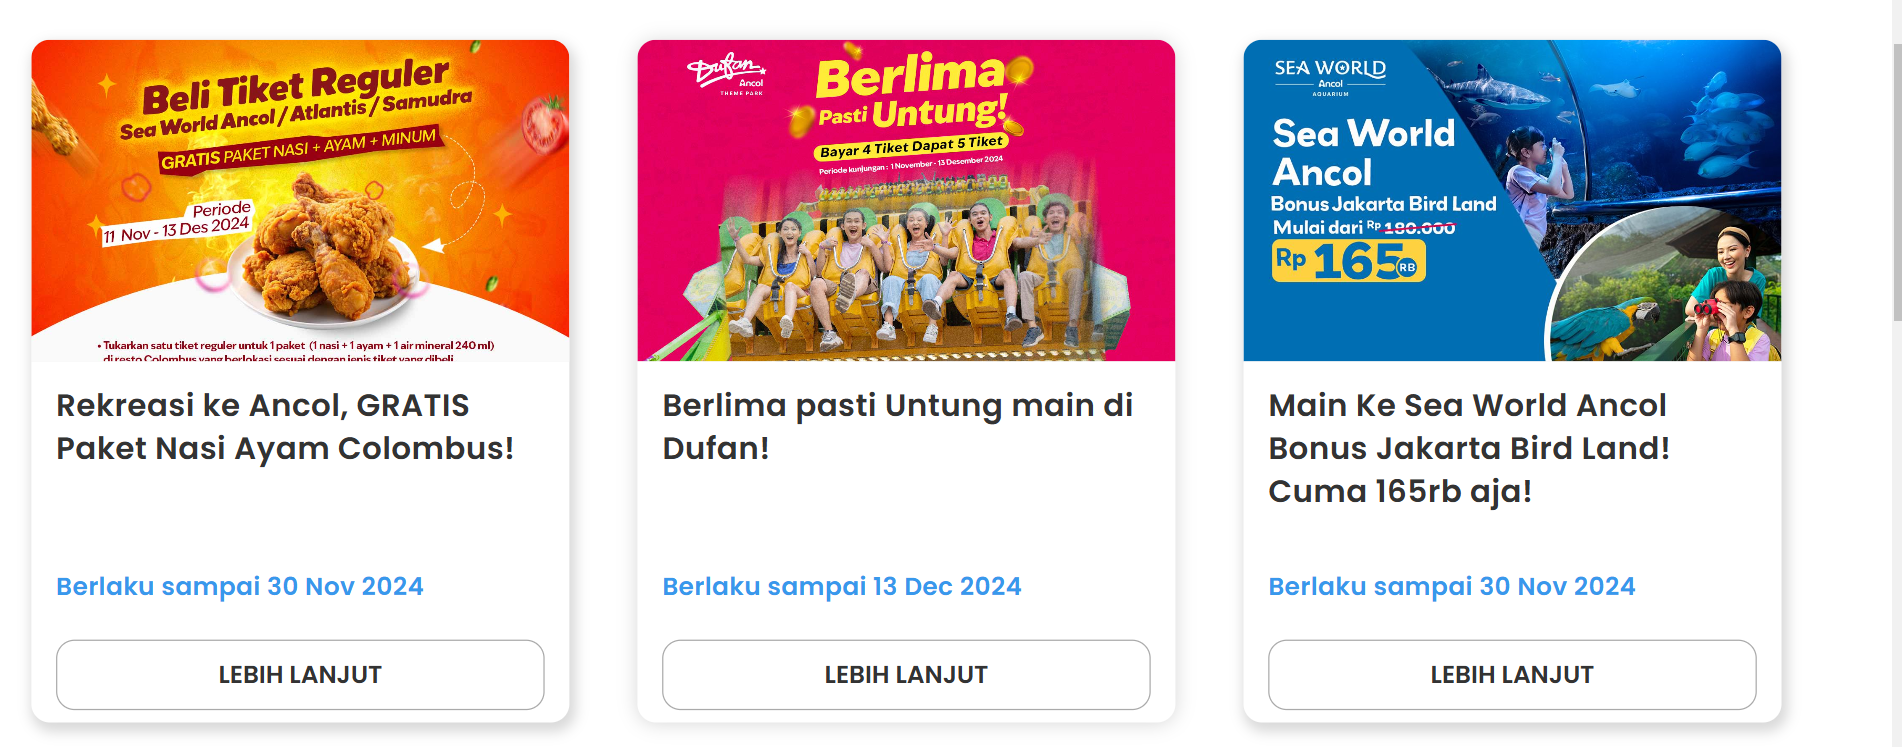 Beli Tiket Reguler
Sea World Ancol / Atlantis / Samudra
GRATIS PAKET NASI + AYAM + MINUM
Periode
11 Nov - 13 Des 2024
• Tukarkan satu tiket reguler untuk 1 paket (1 nasi + 1 ayam + 1 air mineral 240 ml)
di resto Colombus yang berlokasi sesuai dengan jenis tiket yang dibeli.
Rekreasi ke Ancol, GRATIS
Paket Nasi Ayam Colombus!
Berlaku sampai 30 Nov 2024
LEBIH LANJUT
Dufan
Ancol
THEME PARK
Berlima
Pasti Untung!
Bayar 4 Tiket Dapat 5 Tiket
Periode kunjungan : 1 November - 13 Desember 2024
Berlima pasti Untung main di
Dufan!
Berlaku sampai 13 Dec 2024
LEBIH LANJUT
SEA WORLD
Ancol
AQUARIUM
Sea World
Ancol
Bonus Jakarta Bird Land
Mulai dari Rp 180.000
Rp 165 RB
Main Ke Sea World Ancol
Bonus Jakarta Bird Land!
Cuma 165rb aja!
Berlaku sampai 30 Nov 2024
LEBIH LANJUT